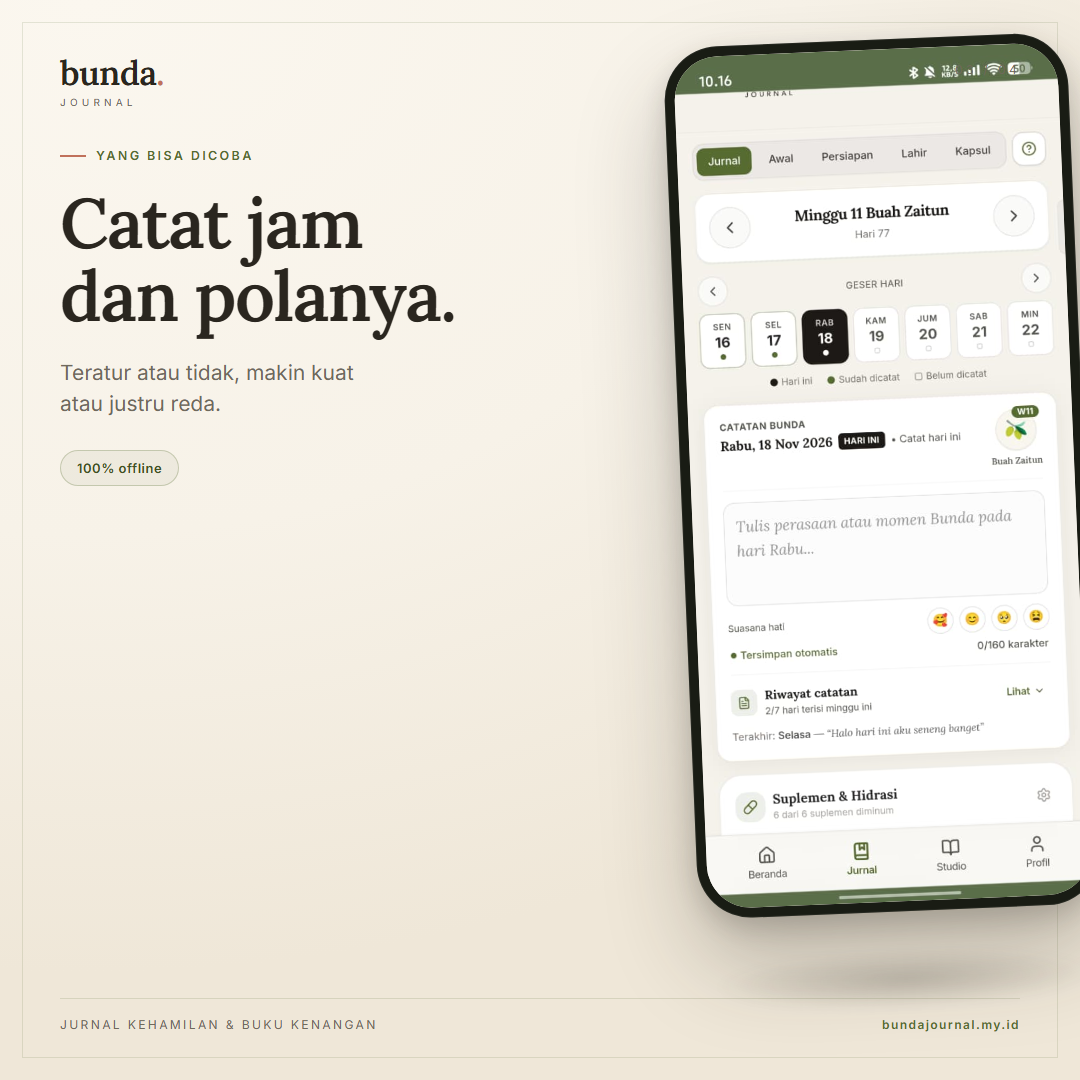 bunda.
JOURNAL
YANG BISA DICOBA
Catat jam
dan polanya.
Teratur atau tidak, makin kuat
atau justru reda.
100% offline
10.16
12,8
KB/S
JOURNAL
Jurnal
Awal
Persiapan
Lahir
Kapsul
Minggu 11 Buah Zaitun
Hari 77
GESER HARI
SEN
16
SEL
17
RAB
18
KAM
19
JUM
20
SAB
21
MIN
22
Hari ini
Sudah dicatat
Belum dicatat
CATATAN BUNDA
Rabu, 18 Nov 2026 HARI INI • Catat hari ini
W11
Buah Zaitun
Tulis perasaan atau momen Bunda pada
hari Rabu...
Suasana hati
Tersimpan otomatis
0/160 karakter
Riwayat catatan
2/7 hari terisi minggu ini
Lihat
Terakhir: Selasa — “Halo hari ini aku seneng banget”
Suplemen & Hidrasi
6 dari 6 suplemen diminum
Beranda
Jurnal
Studio
Profil
JURNAL KEHAMILAN & BUKU KENANGAN
bundajournal.my.id